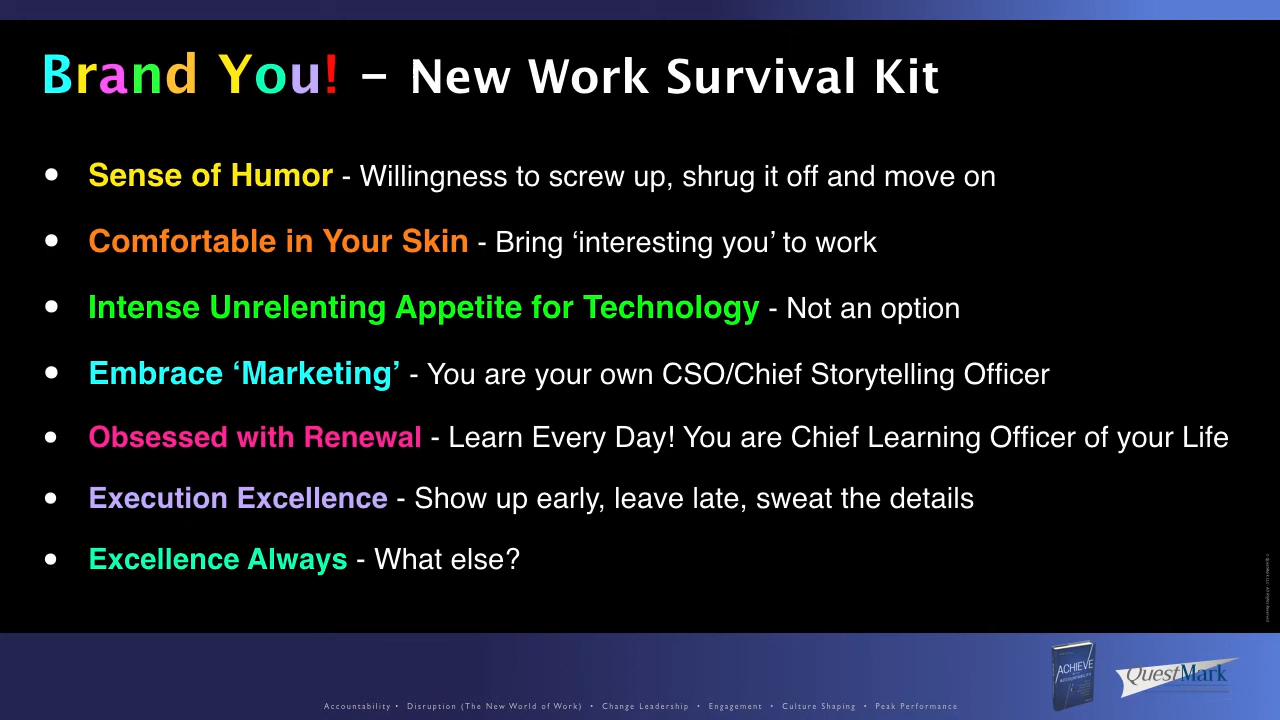 Brand You! – New Work Survival Kit
• Sense of Humor - Willingness to screw up, shrug it off and move on
• Comfortable in Your Skin - Bring ‘interesting you’ to work
• Intense Unrelenting Appetite for Technology - Not an option
• Embrace ‘Marketing’ - You are your own CSO/Chief Storytelling Officer
• Obsessed with Renewal - Learn Every Day! You are Chief Learning Officer of your Life
• Execution Excellence - Show up early, leave late, sweat the details
• Excellence Always - What else?
ACHIEVE
QuestMark
Accountability • Disruption (The New World of Work) • Change Leadership • Engagement • Culture Shaping • Peak Performance